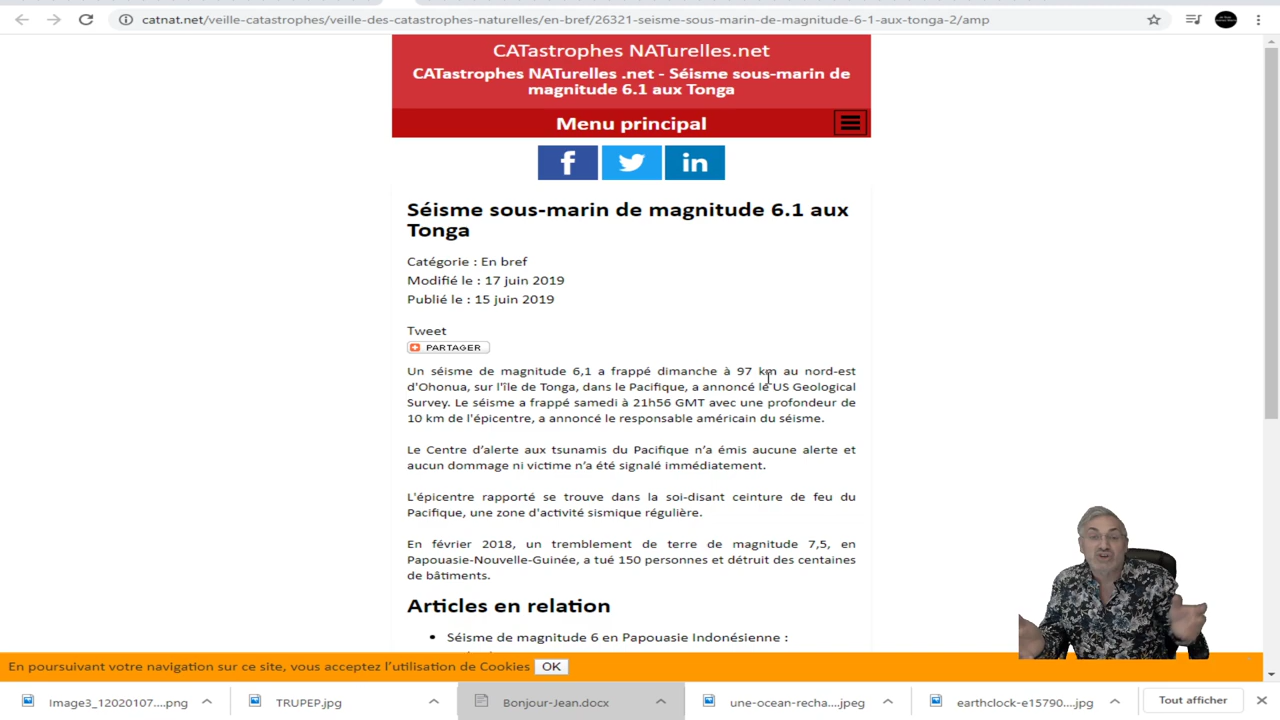 catnat.net/veille-catastrophes/veille-des-catastrophes-naturelles/en-bref/26321-seisme-sous-marin-de-magnitude-6-1-aux-tonga-2/amp
CATastrophes NATurelles.net
CATastrophes NATurelles .net - Séisme sous-marin de
magnitude 6.1 aux Tonga
Menu principal
f
in
Séisme sous-marin de magnitude 6.1 aux
Tonga
Catégorie : En bref
Modifié le : 17 juin 2019
Publié le : 15 juin 2019
Tweet
PARTAGER
Un séisme de magnitude 6,1 a frappé dimanche à 97 km au nord-est
d'Ohonua, sur l'île de Tonga, dans le Pacifique, a annoncé le US Geological
Survey. Le séisme a frappé samedi à 21h56 GMT avec une profondeur de
10 km de l'épicentre, a annoncé le responsable américain du séisme.
Le Centre d'alerte aux tsunamis du Pacifique n'a émis aucune alerte et
aucun dommage ni victime n'a été signalé immédiatement.
L'épicentre rapporté se trouve dans la soi-disant ceinture de feu du
Pacifique, une zone d'activité sismique régulière.
En février 2018, un tremblement de terre de magnitude 7,5, en
Papouasie-Nouvelle-Guinée, a tué 150 personnes et détruit des centaines
de bâtiments.
Articles en relation
• Séisme de magnitude 6 en Papouasie Indonésienne :
En poursuivant votre navigation sur ce site, vous acceptez l'utilisation de Cookies OK
Image3_12020107....png TRUPEP.jpg Bonjour-Jean.docx une-ocean-recha....jpeg earthclock-e15790....jpg Tout afficher